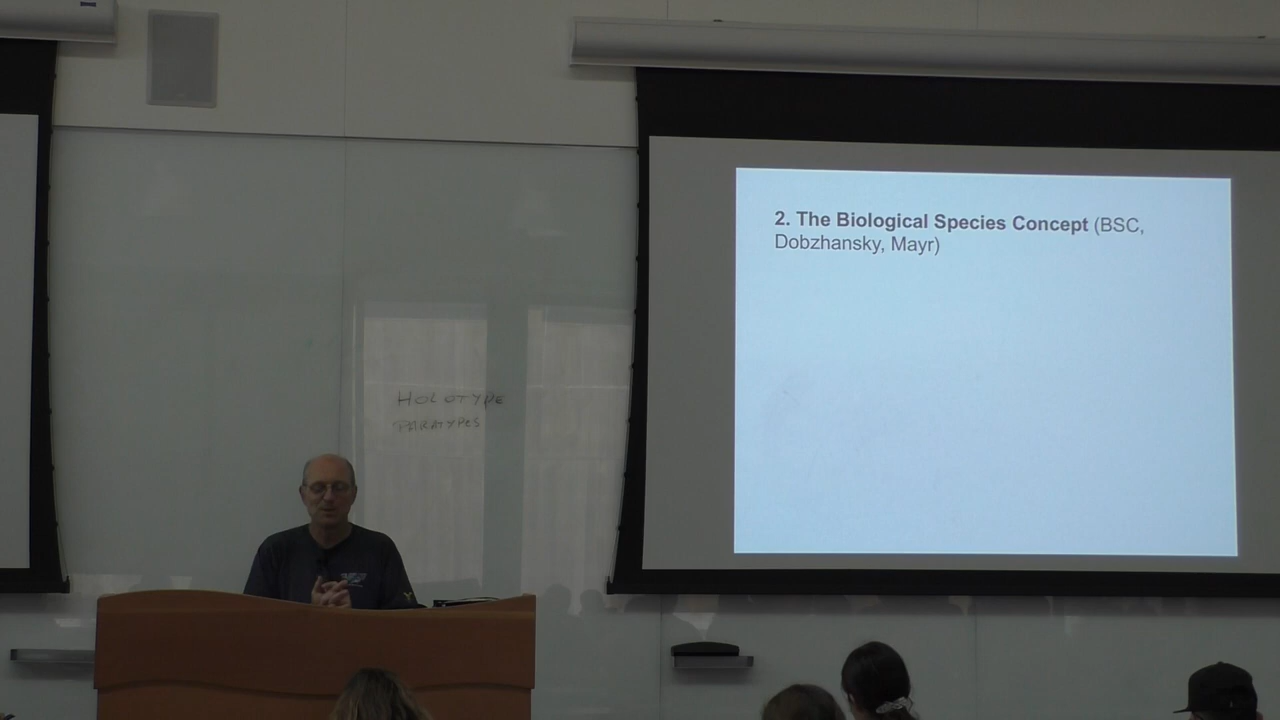 HOLOTYPE
PARATYPES
2. The Biological Species Concept (BSC,
Dobzhansky, Mayr)